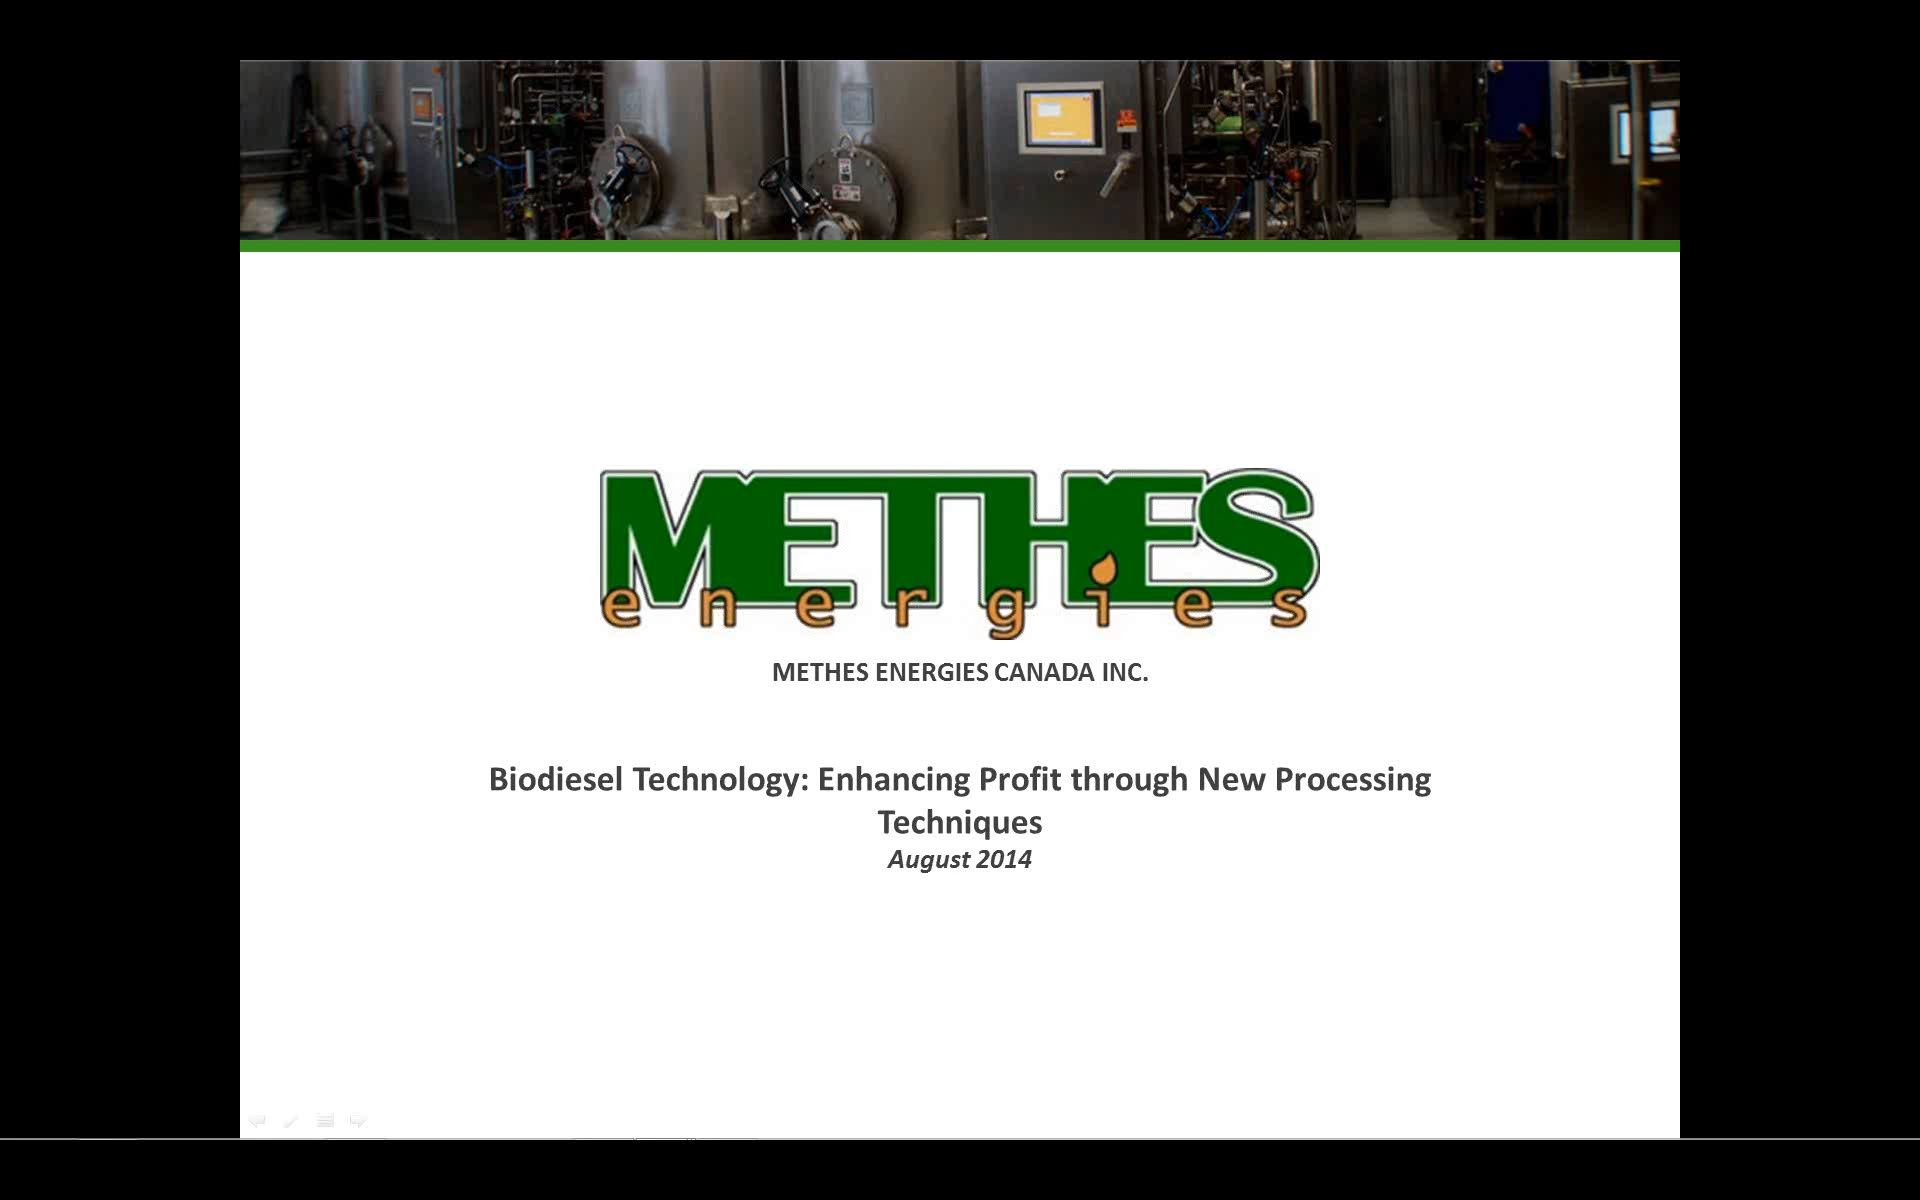 METHES
energies
METHES ENERGIES CANADA INC.
Biodiesel Technology: Enhancing Profit through New Processing
Techniques
August 2014